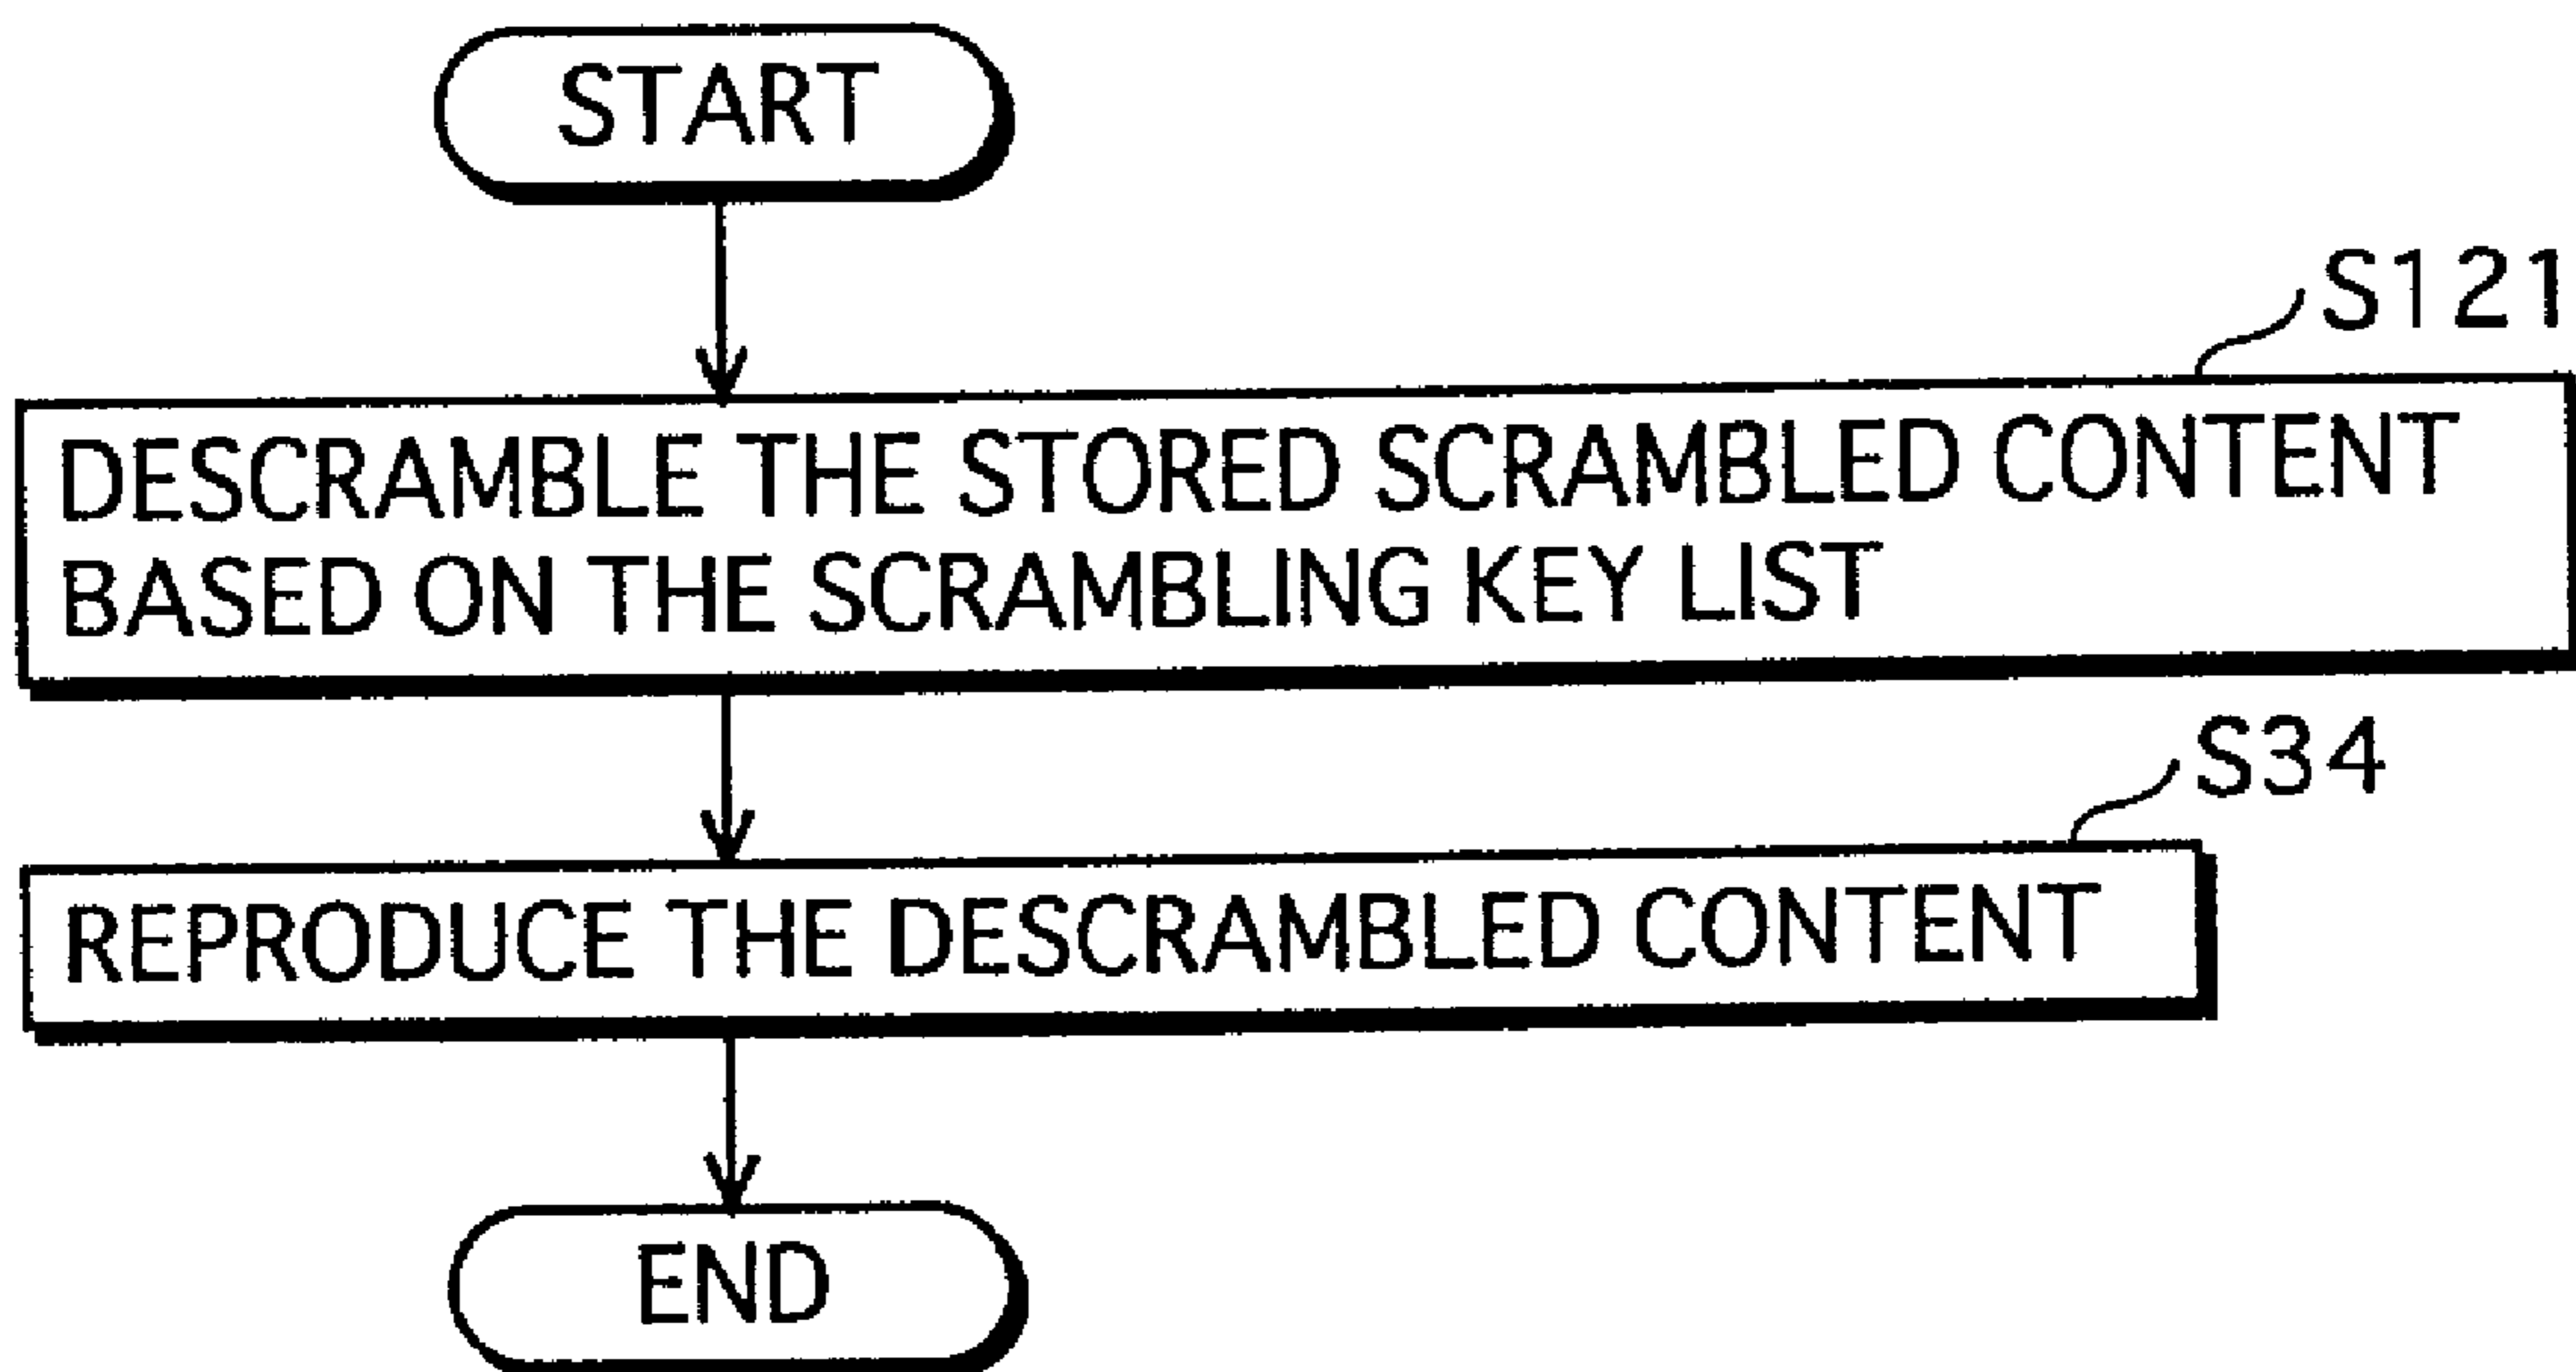 START
S121
DESCRAMBLE THE STORED SCRAMBLED CONTENT
BASED ON THE SCRAMBLING KEY LIST
S34
REPRODUCE THE DESCRAMBLED CONTENT
END